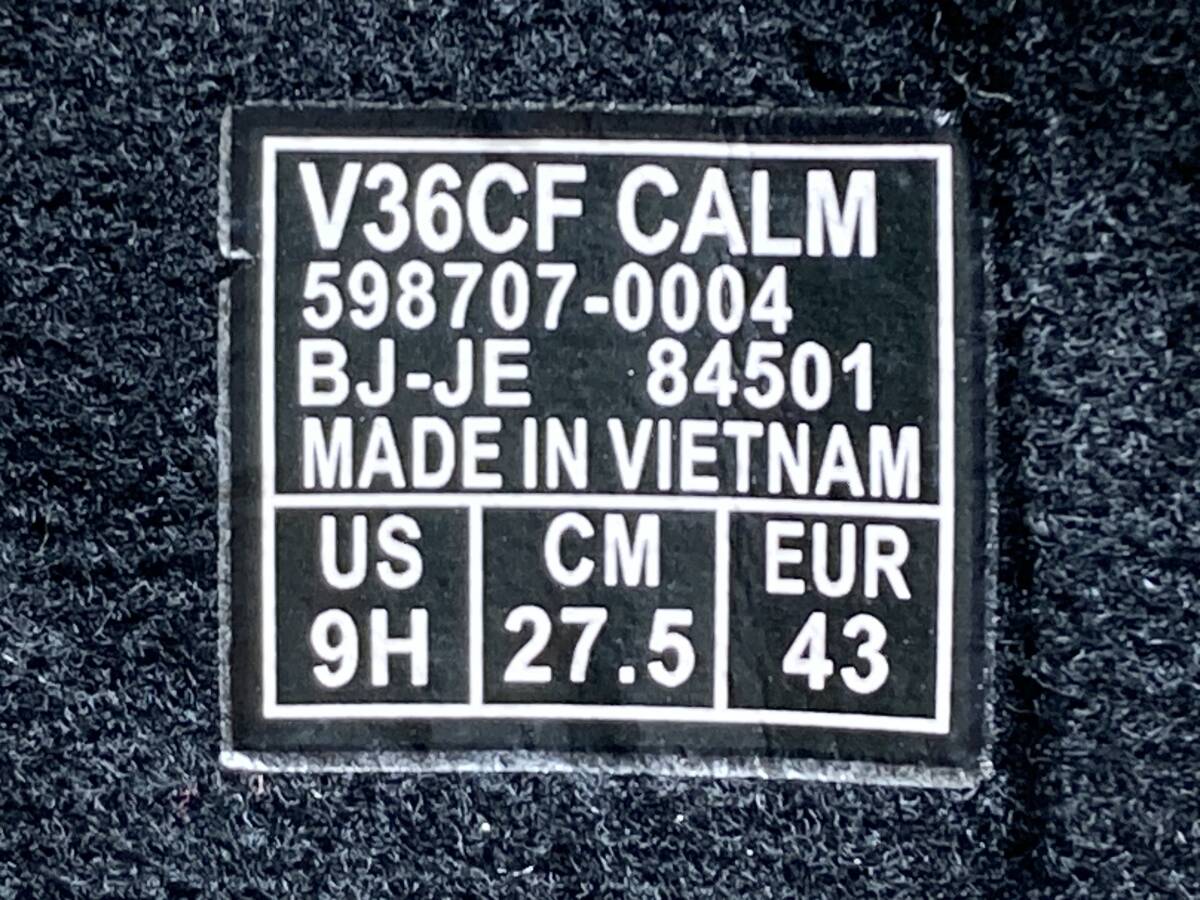 V36CF CALM
598707-0004
BJ-JE 84501
MADE IN VIETNAM
US CM EUR
9H 27.5 43